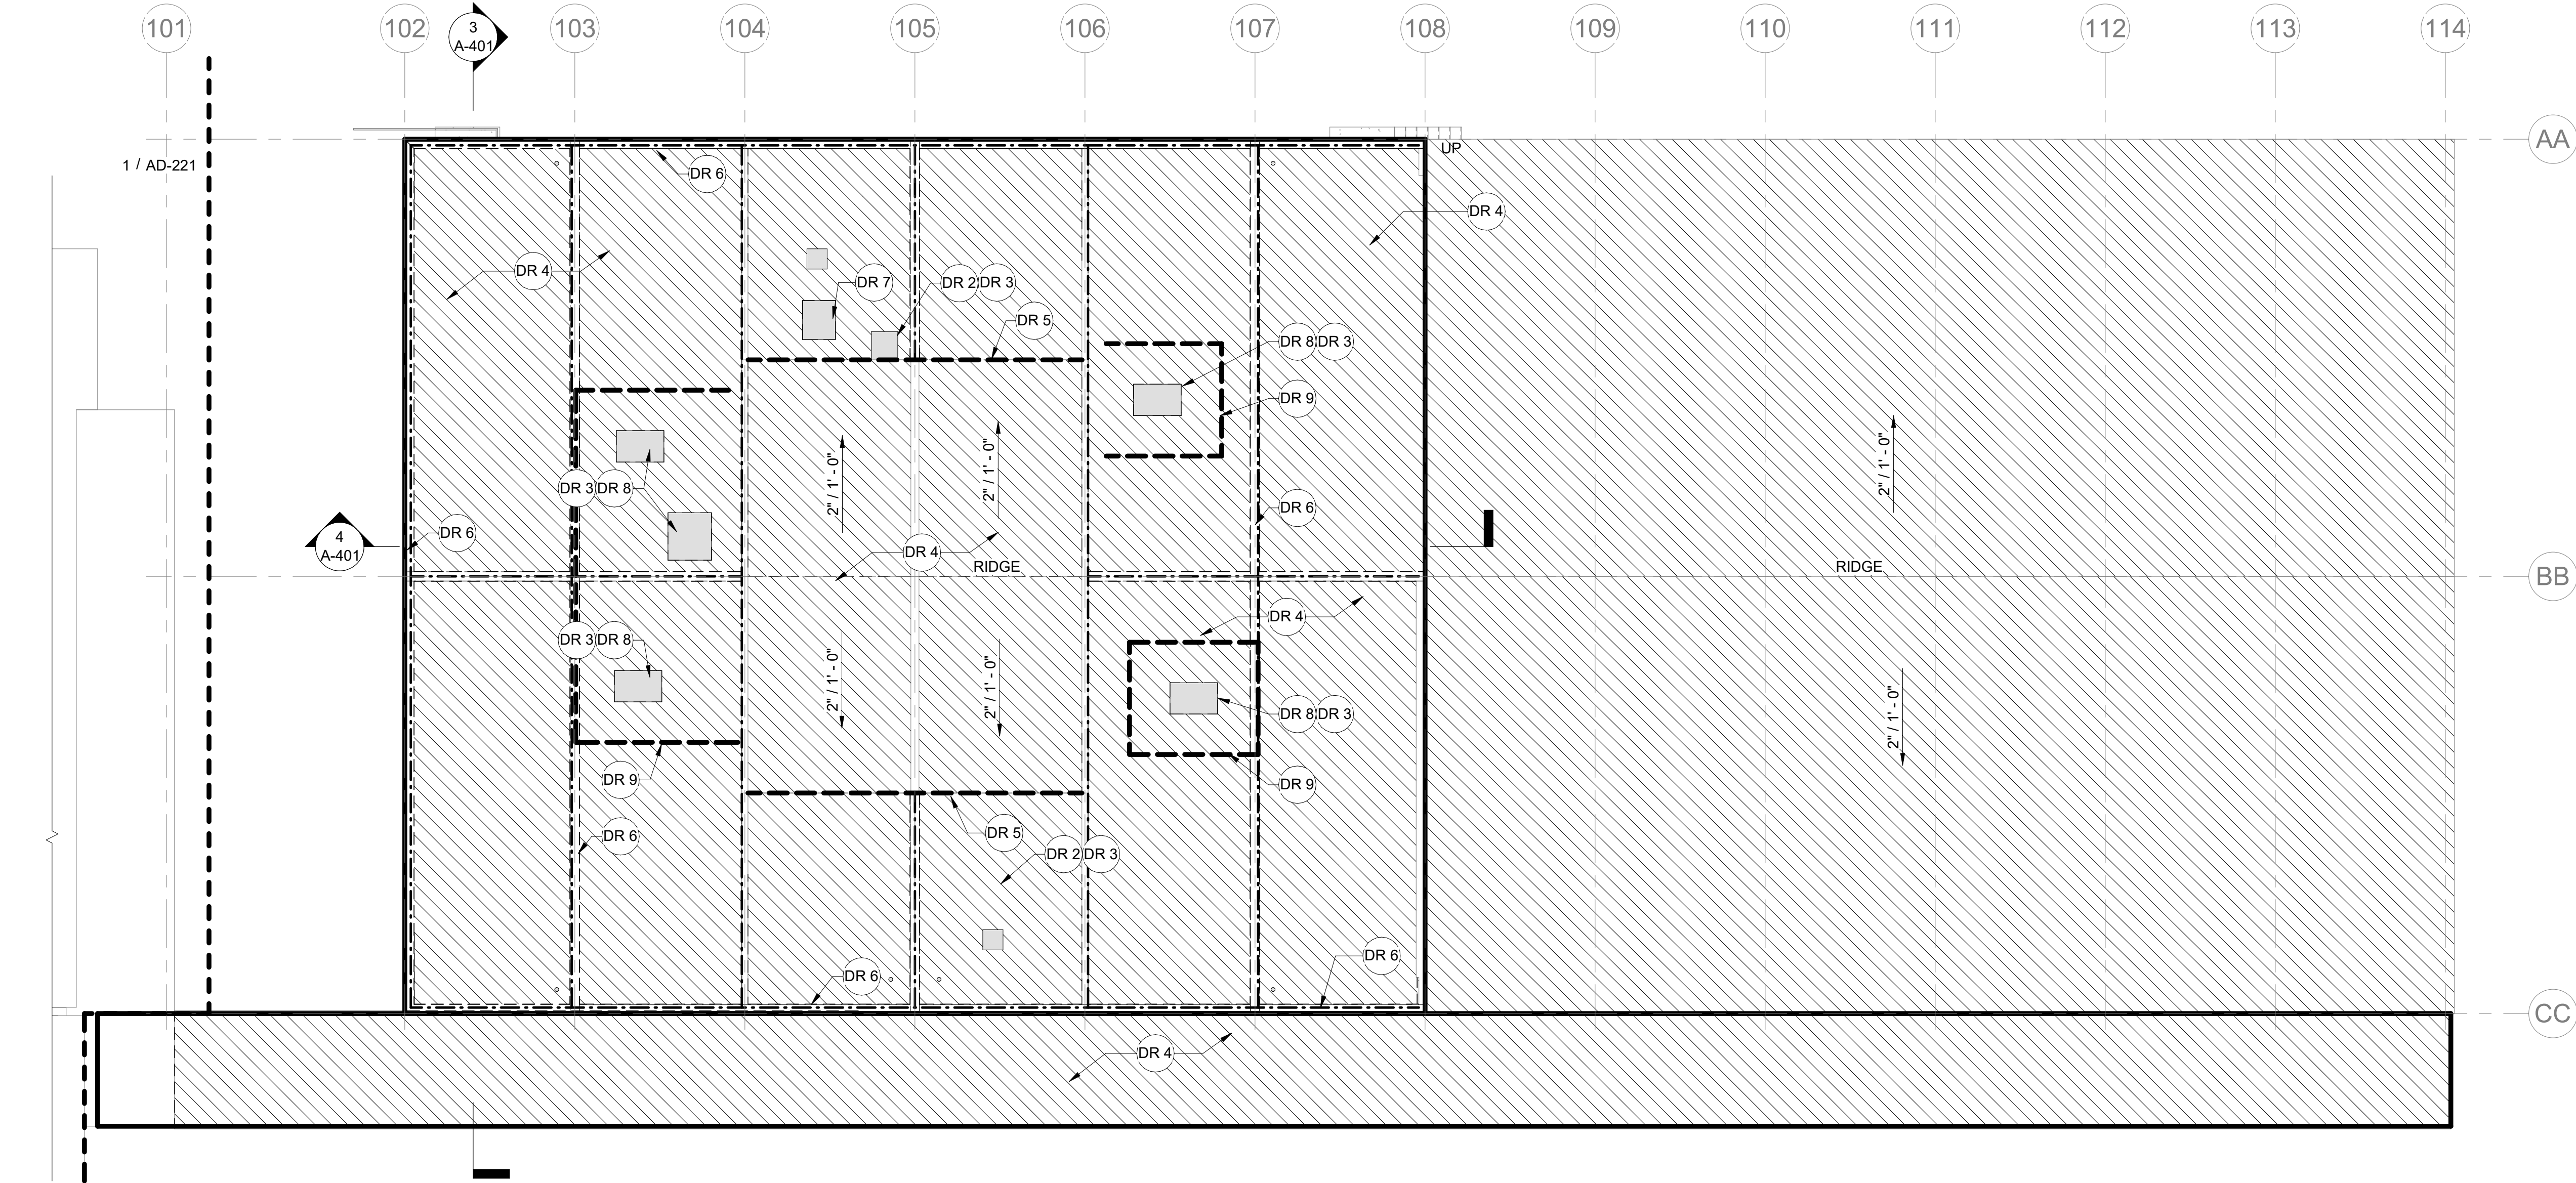 101
102
103
104
105
106
107
108
109
110
111
112
113
114
3
A-401
AA
1 / AD-221
UP
DR 6
DR 4
DR 4
DR 7
DR 2 DR 3
DR 5
DR 8 DR 3
DR 9
2" / 1' - 0"
2" / 1' - 0"
2" / 1' - 0"
DR 3 DR 8
DR 6
DR 6
4
A-401
DR 4
RIDGE
RIDGE
BB
DR 4
DR 3 DR 8
2" / 1' - 0"
2" / 1' - 0"
2" / 1' - 0"
DR 8 DR 3
DR 9
DR 9
DR 6
DR 5
DR 2 DR 3
DR 6
DR 6
CC
DR 4